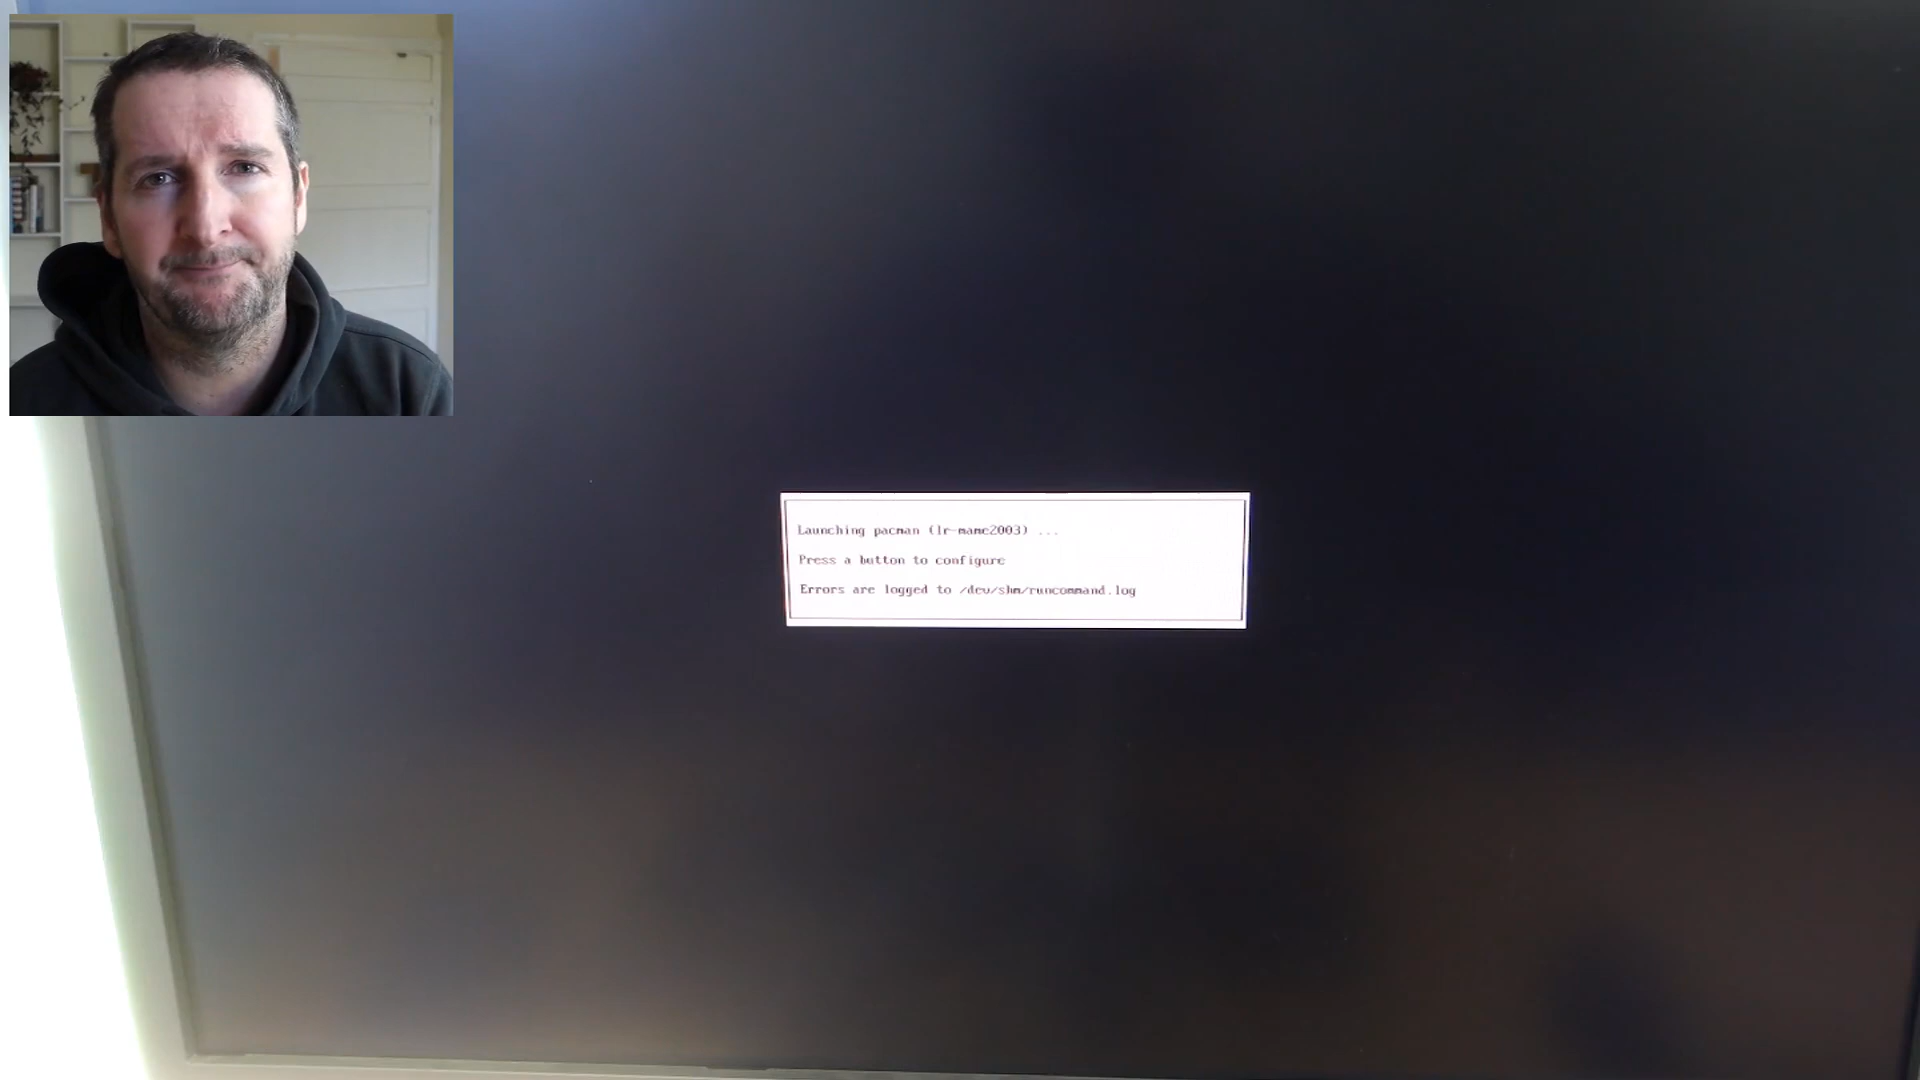 Launching pacman (lr-mame2003) ...
Press a button to configure
Errors are logged to /dev/shm/runcommand.log